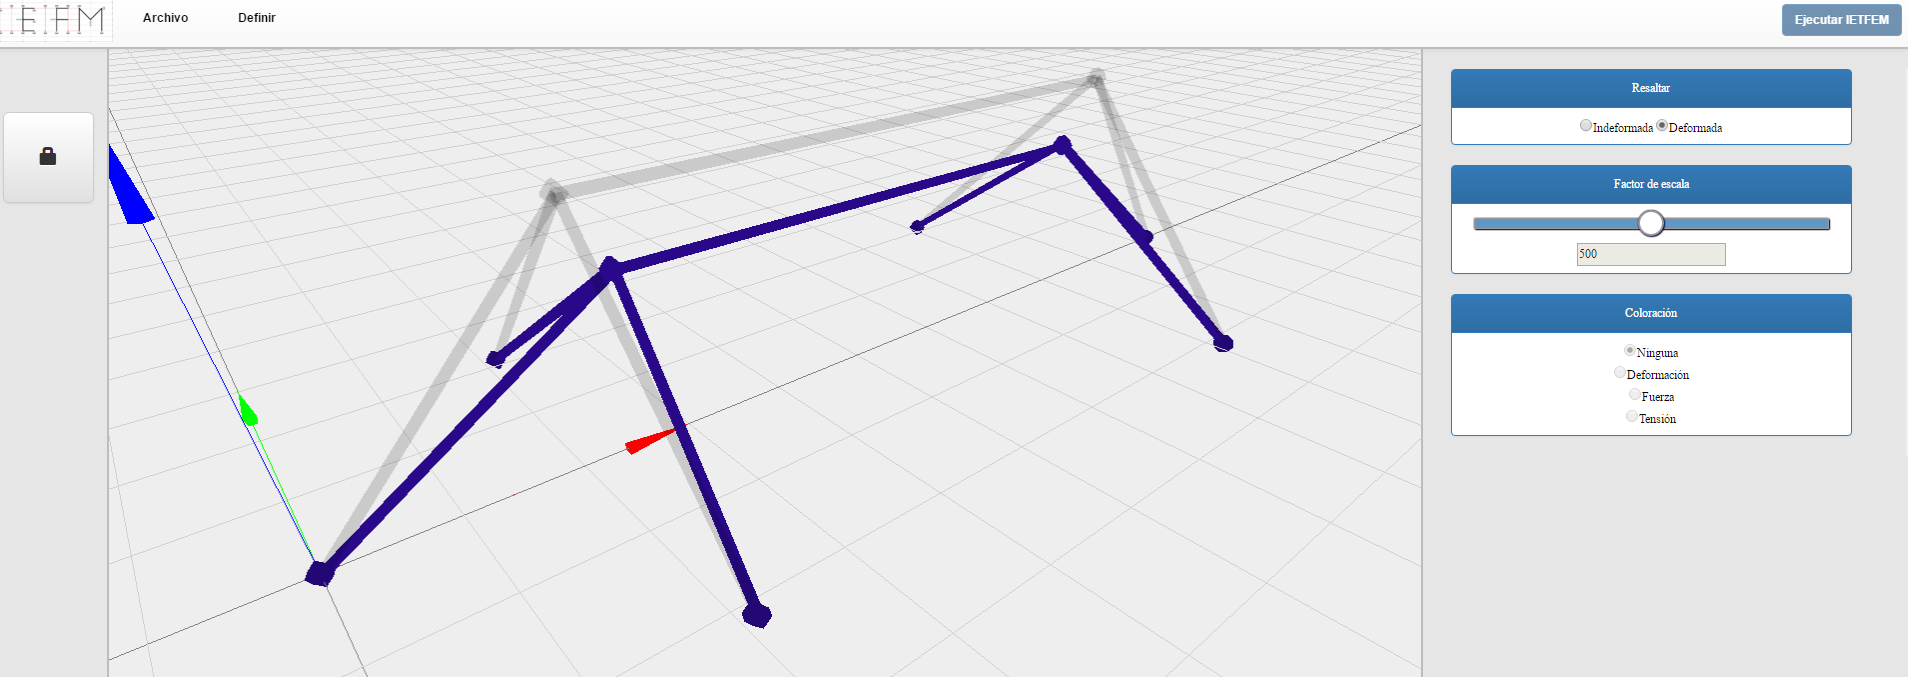 IEFM
Archivo
Definir
Ejecutar IETFEM
Resaltar
Indeformada Deformada
Factor de escala
500
Coloración
Ninguna
Deformación
Fuerza
Tensión